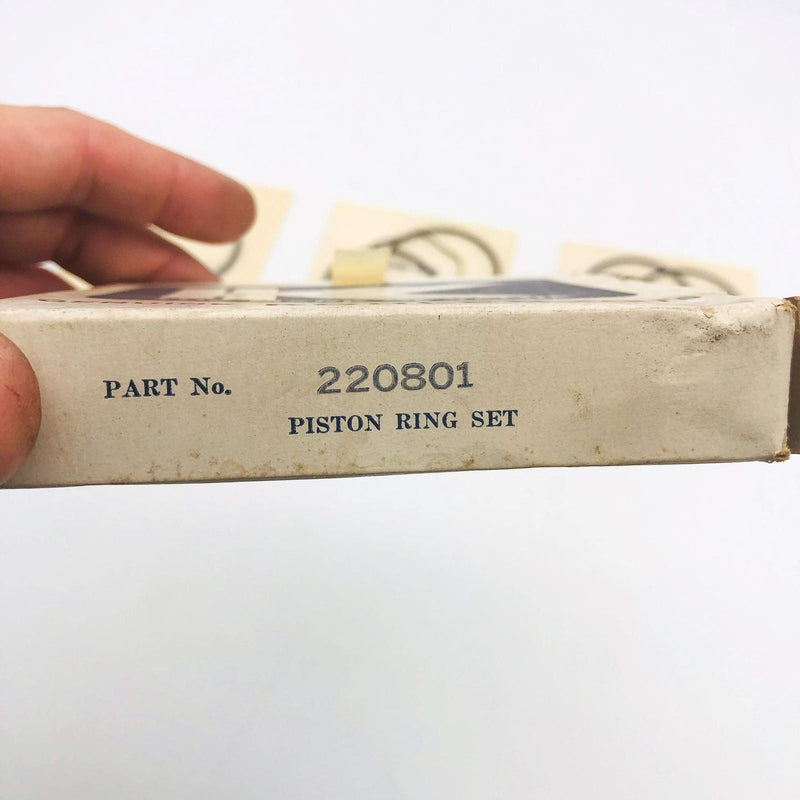 PART No. 220801
PISTON RING SET